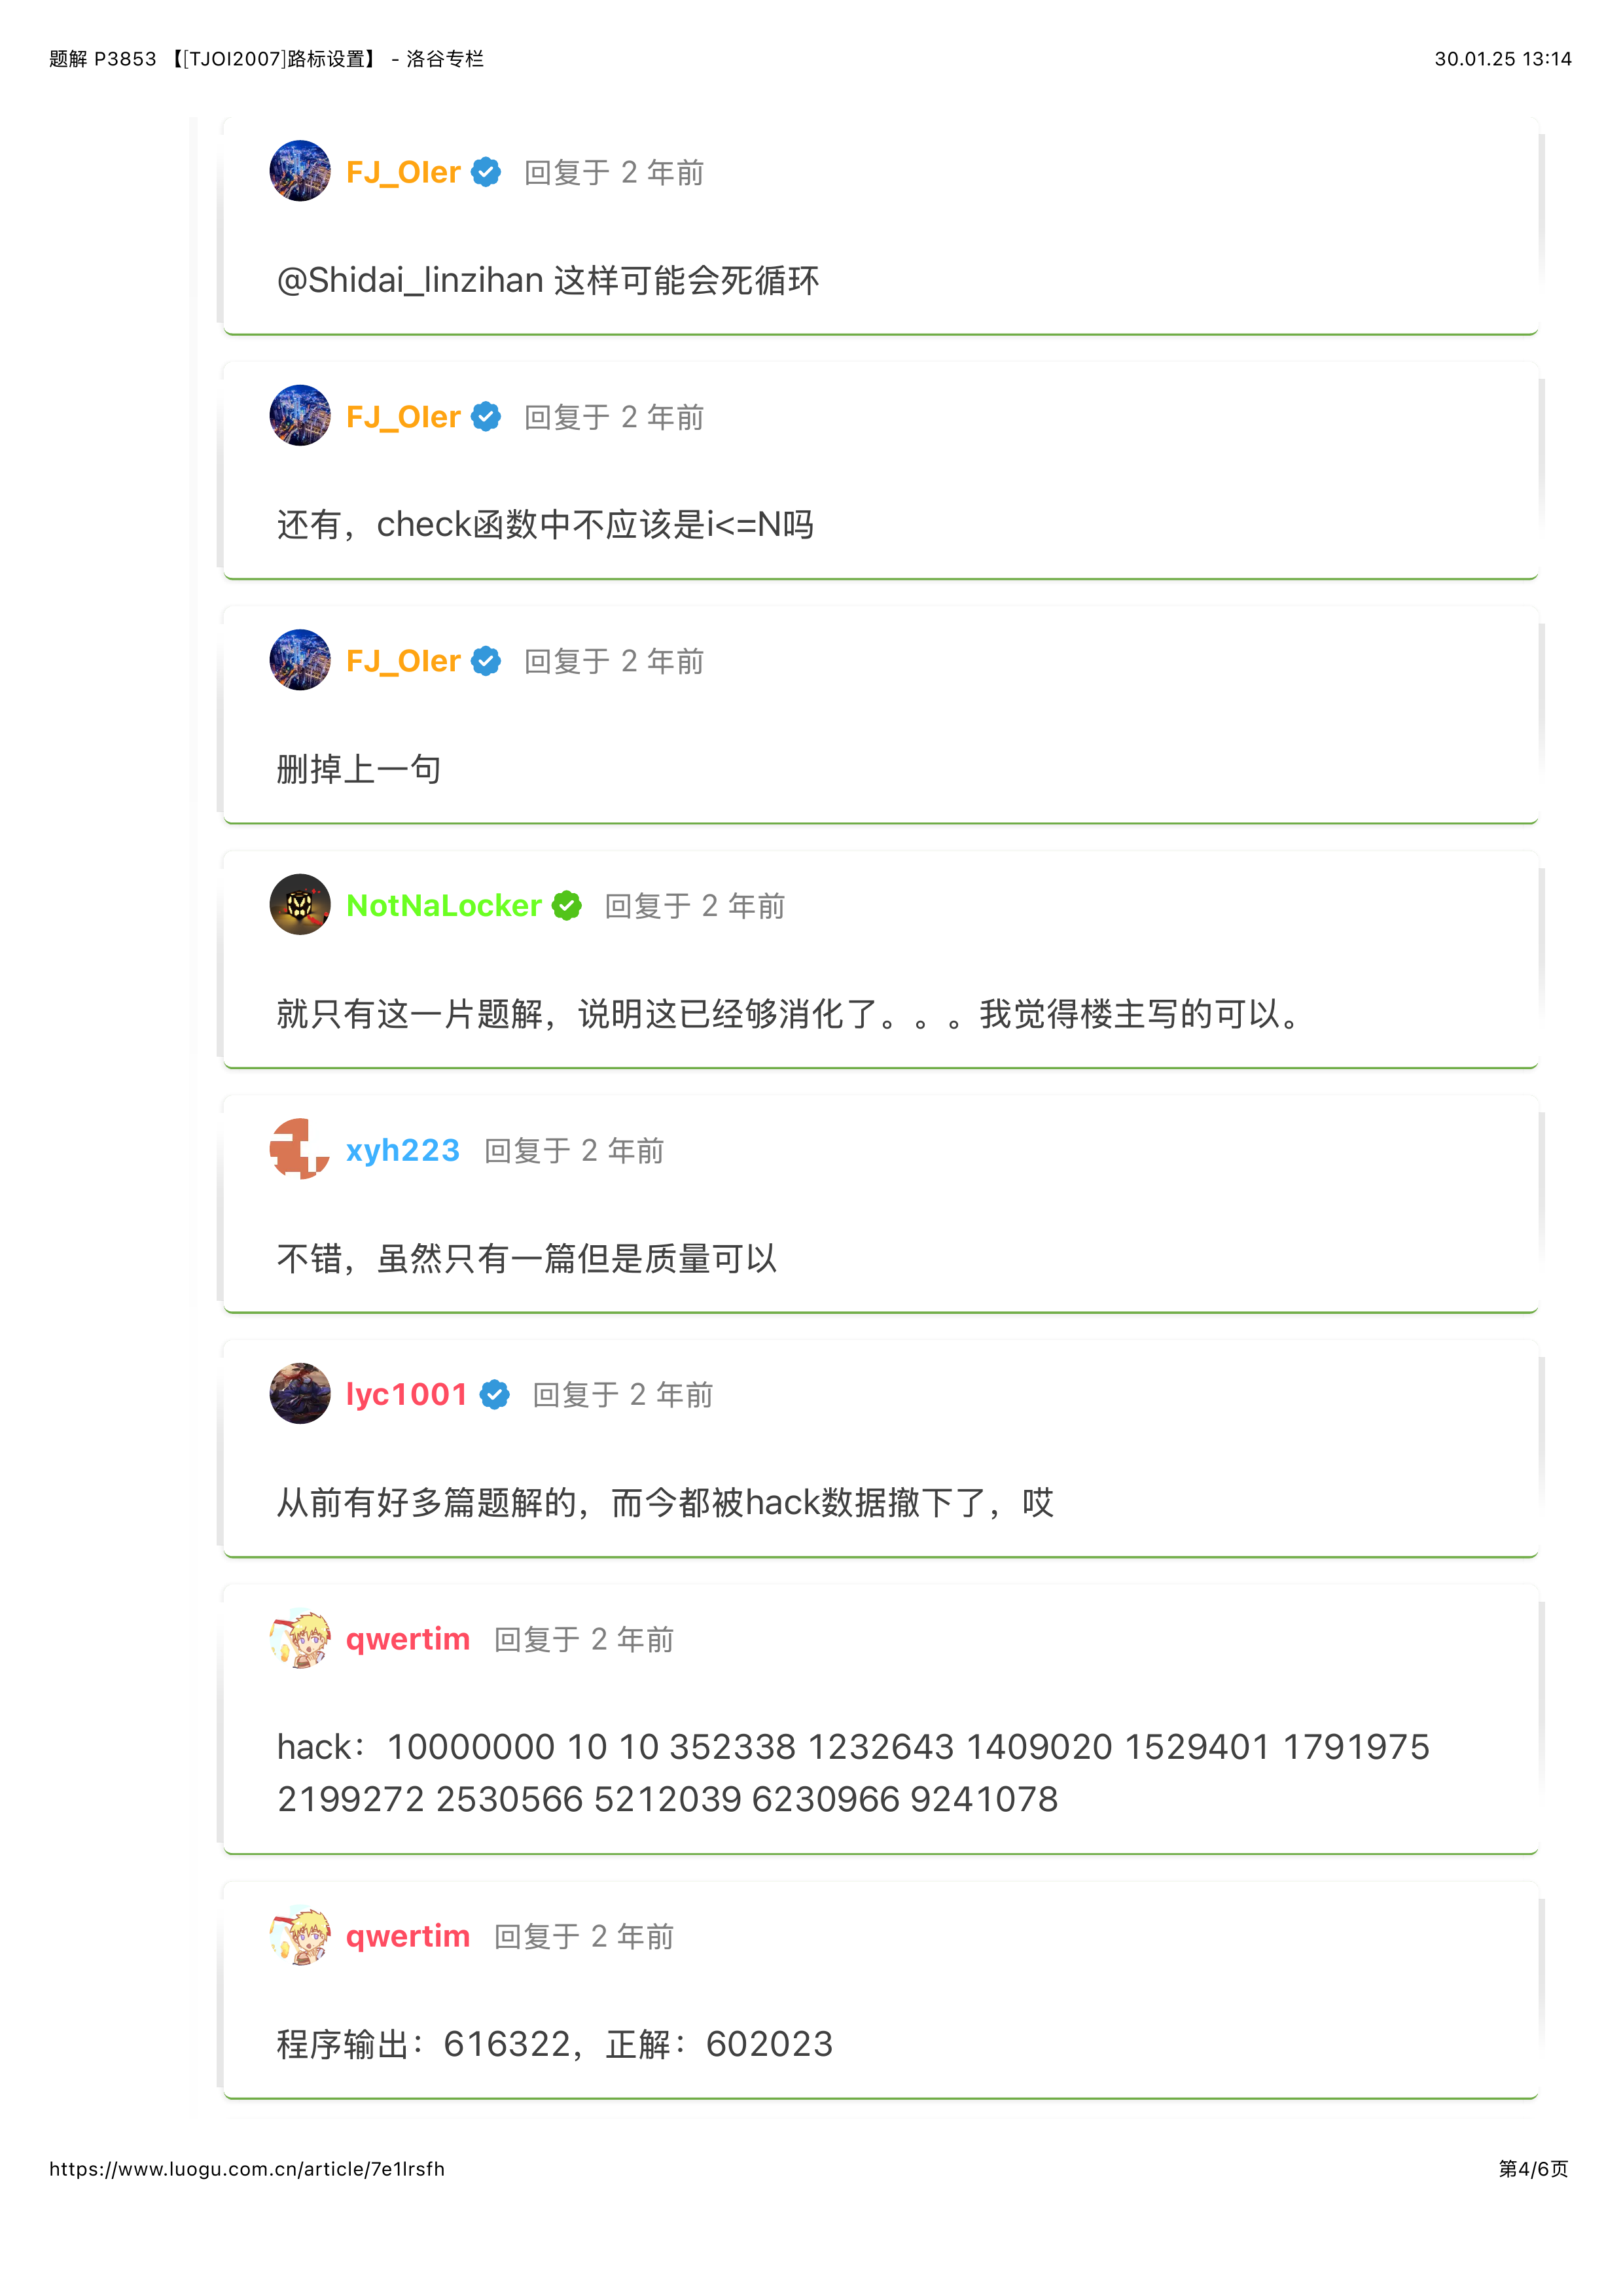 题解 P3853 【[TJOI2007]路标设置】 - 洛谷专栏
30.01.25 13:14
FJ_OIer 回复于 2 年前
@Shidai_linzihan 这样可能会死循环
FJ_OIer 回复于 2 年前
还有，check函数中不应该是i<=N吗
FJ_OIer 回复于 2 年前
删掉上一句
NotNaLocker 回复于 2 年前
就只有这一片题解，说明这已经够消化了。。。我觉得楼主写的可以。
xyh223 回复于 2 年前
不错，虽然只有一篇但是质量可以
lyc1001 回复于 2 年前
从前有好多篇题解的，而今都被hack数据撤下了，哎
qwertim 回复于 2 年前
hack：10000000 10 10 352338 1232643 1409020 1529401 1791975
2199272 2530566 5212039 6230966 9241078
qwertim 回复于 2 年前
程序输出：616322，正解：602023
https://www.luogu.com.cn/article/7e1lrsfh
第4/6页